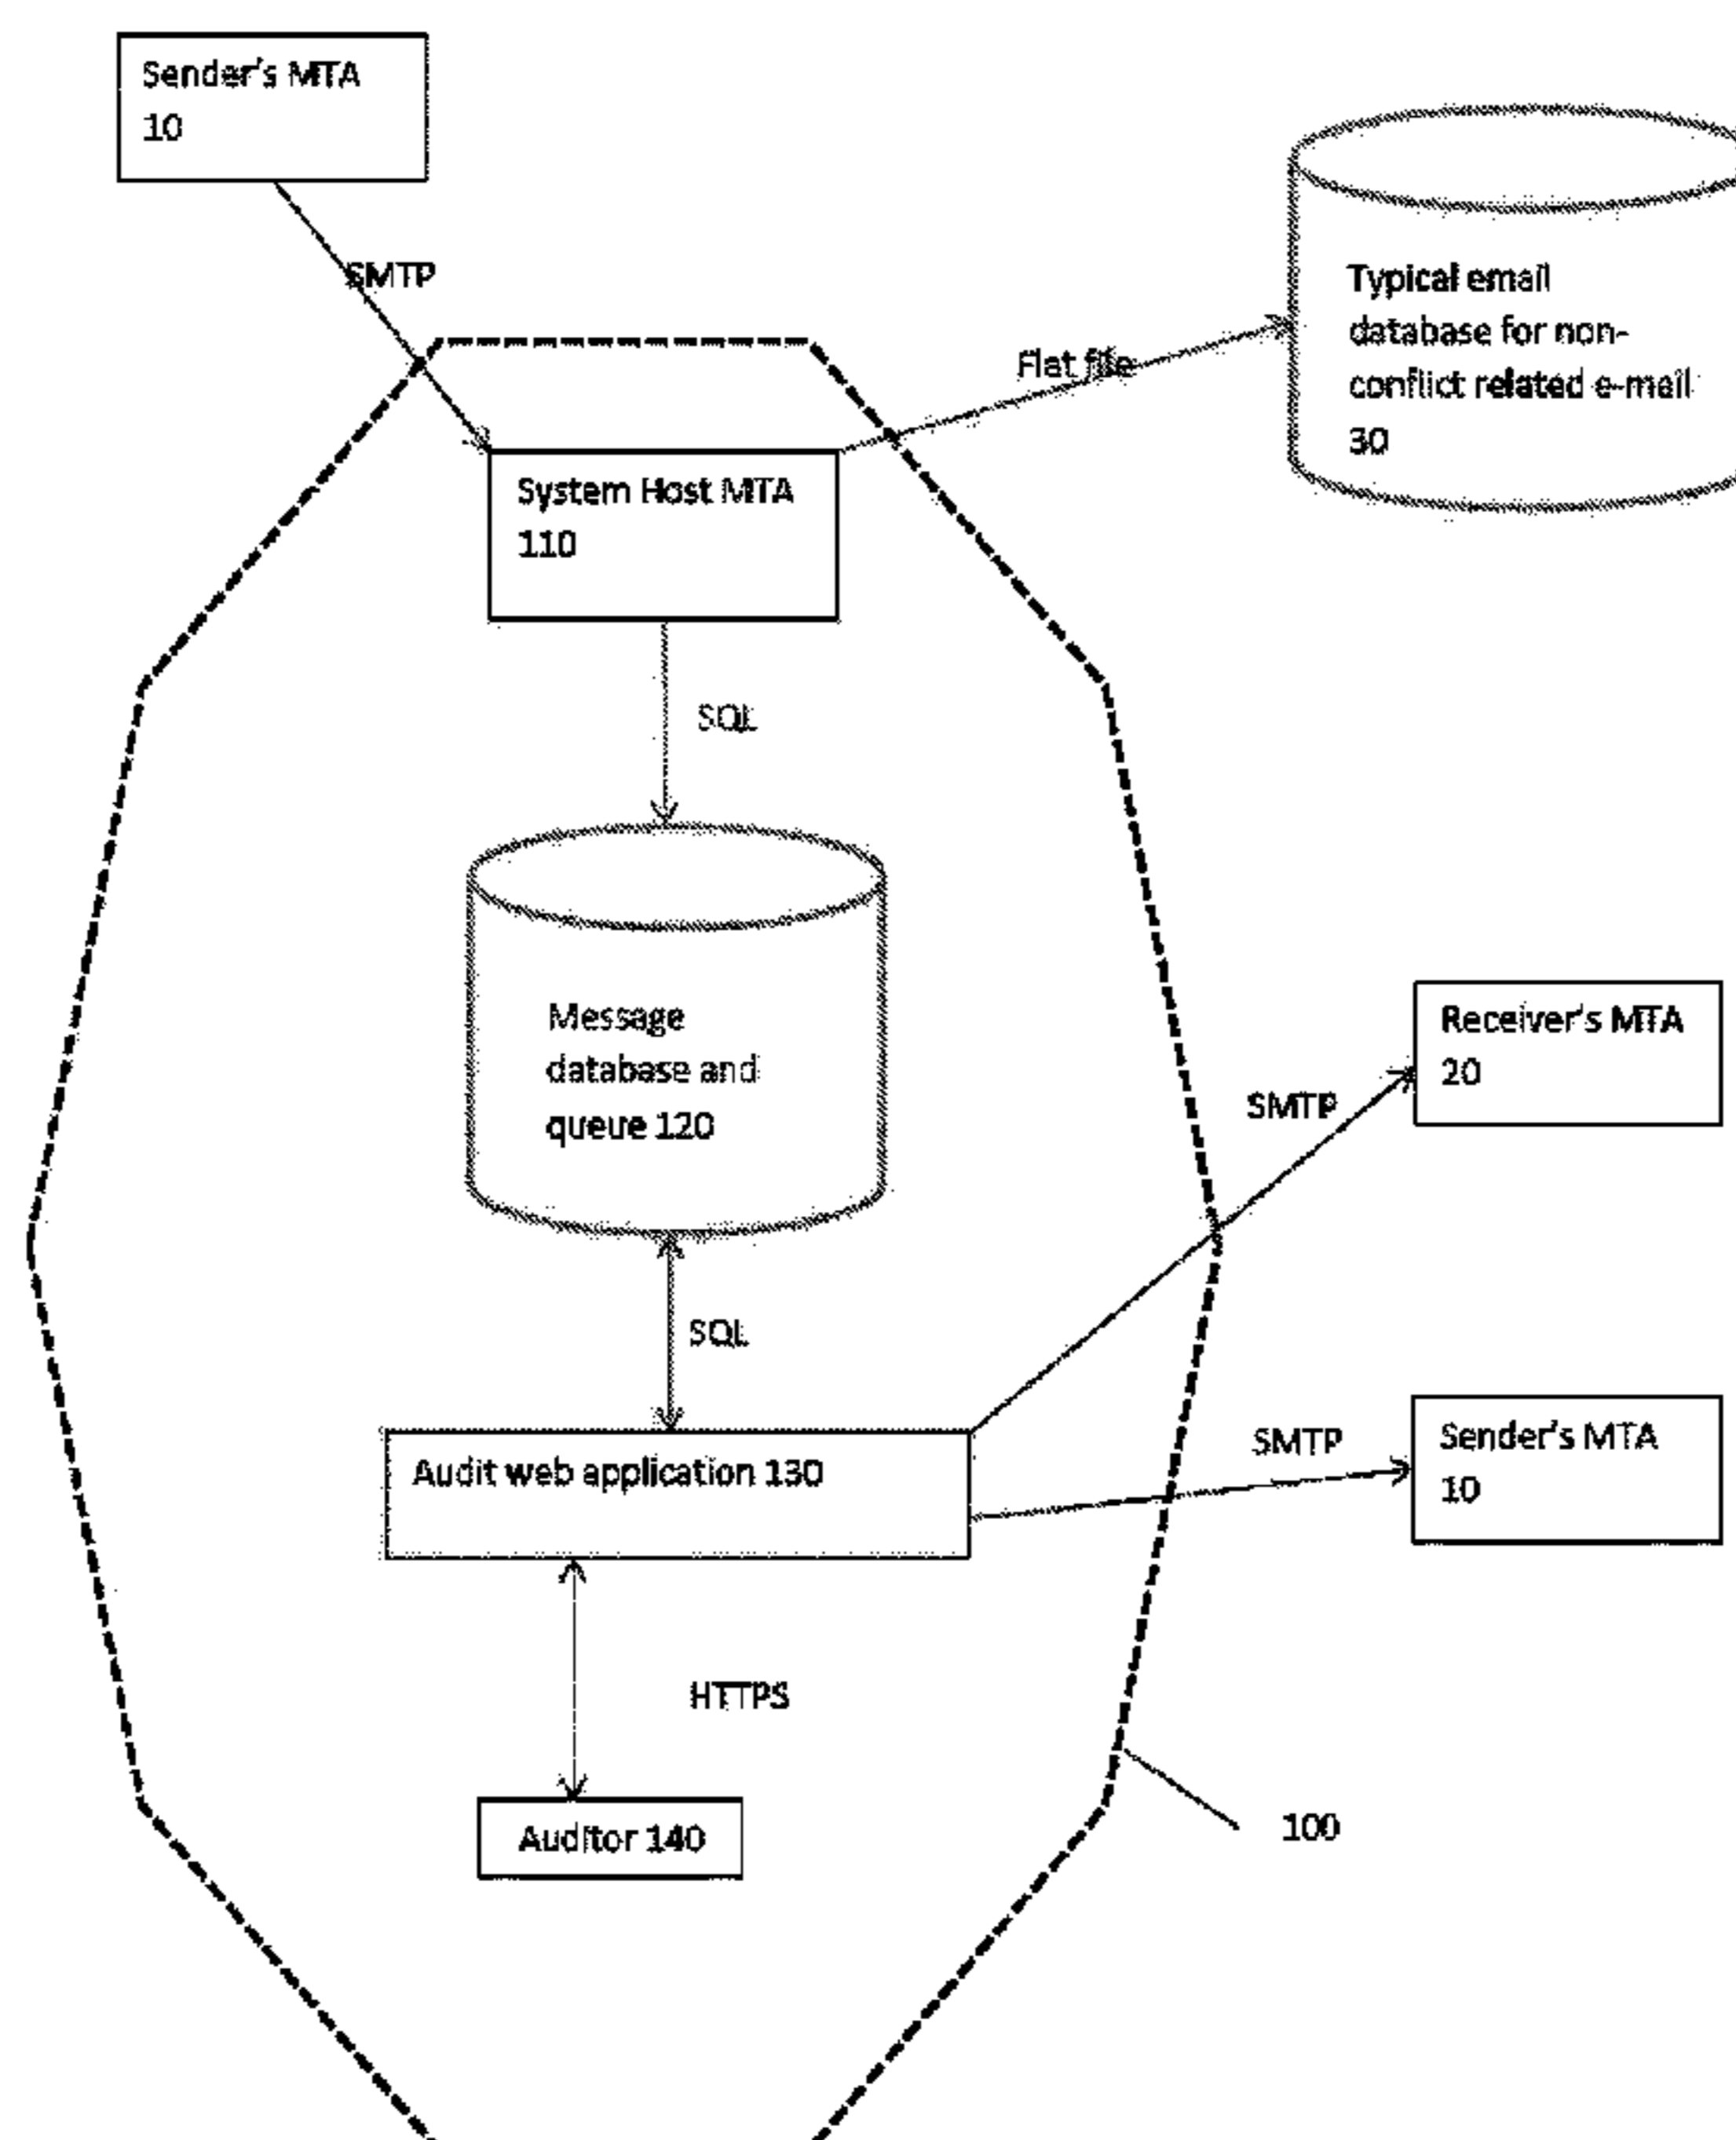 Sender's MTA
10
SMTP
Typical email
database for non-
conflict related e-mail
30
Flat file
System Host MTA
110
SQL
Message
database and
queue 120
Receiver's MTA
20
SMTP
SQL
Sender's MTA
10
SMTP
Audit web application 130
HTTPS
100
Auditor 140